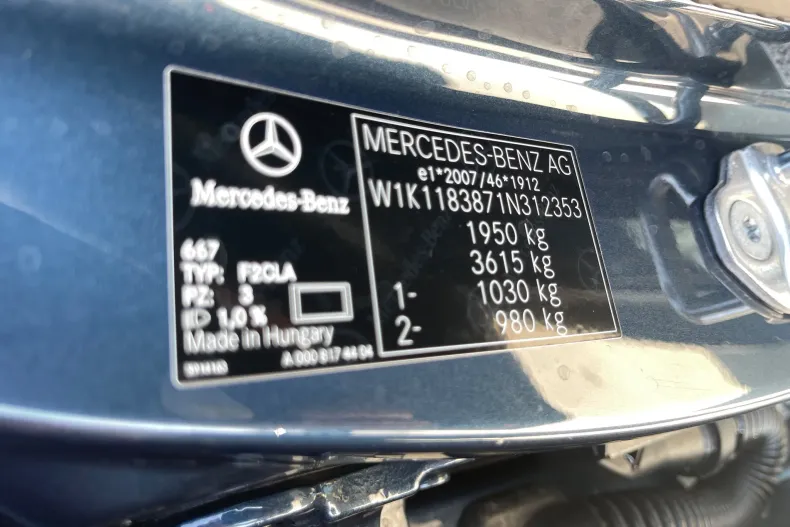 Mercedes-Benz
667
TYP: F2CLA
PZ: 3
1,0 %
Made in Hungary
A 000 817 44 04
MERCEDES-BENZ AG
e1*2007/46*1912
W1K1183871N312353
1950 kg
3615 kg
1- 1030 kg
2- 980 kg